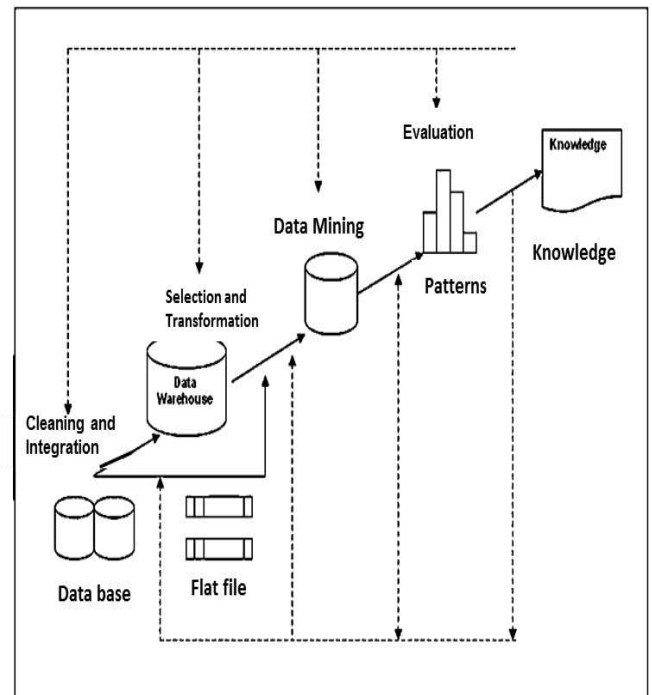 Evaluation
Knowledge
Data Mining
Knowledge
Patterns
Selection and
Transformation
Data
Warehouse
Cleaning and
Integration
Data base
Flat file